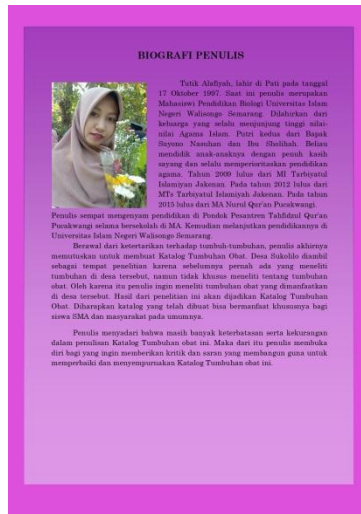 BIOGRAFI PENULIS
Tutik Alafiyah, lahir di Pati pada tanggal
17 Oktober 1997. Saat ini penulis merupakan
Mahasiswi Pendidikan Biologi Universitas Islam
Negeri Walisongo Semarang. Dilahirkan dari
keluarga yang selalu menjunjung tinggi nilai-
nilai Agama Islam. Putri kedua dari Bapak
Suyono Nasuhan dan Ibu Sholihah. Beliau
mendidik anak-anaknya dengan penuh kasih
sayang dan selalu memperioritaskan pendidikan
agama. Tahun 2009 lulus dari MI Tarbiyatul
Islamiyan Jakenan. Pada tahun 2012 lulus dari
MTs Tarbiyatul Islamiyah Jakenan. Pada tahun
2015 lulus dari MA Nurul Qur'an Pucakwangi.
Penulis sempat mengenyam pendidikan di Pondok Pesantren Tahfidzul Qur'an
Pucakwangi selama bersekolah di MA. Kemudian melanjutkan pendidikannya di
Universitas Islam Negeri Walisongo Semarang.
Berawal dari ketertarikan terhadap tumbuh-tumbuhan, penulis akhirnya
memutuskan untuk membuat Katalog Tumbuhan Obat. Desa Sukolilo diambil
sebagai tempat penelitian karena sebelumnya pernah ada yang meneliti
tumbuhan di desa tersebut, namun tidak khusus meneliti tentang tumbuhan
obat. Oleh karena itu penulis ingin meneliti tumbuhan obat yang dimanfaatkan
di desa tersebut. Hasil dari penelitian ini akan dijadikan Katalog Tumbuhan
Obat. Diharapkan katalog yang telah dibuat bisa bermanfaat khususnya bagi
siswa SMA dan masyarakat pada umumnya.
Penulis menyadari bahwa masih banyak keterbatasan serta kekurangan
dalam penulisan Katalog Tumbuhan obat ini. Maka dari itu penulis membuka
diri bagi yang ingin memberikan kritik dan saran yang membangun guna untuk
memperbaiki dan menyempurnakan Katalog Tumbuhan obat ini.